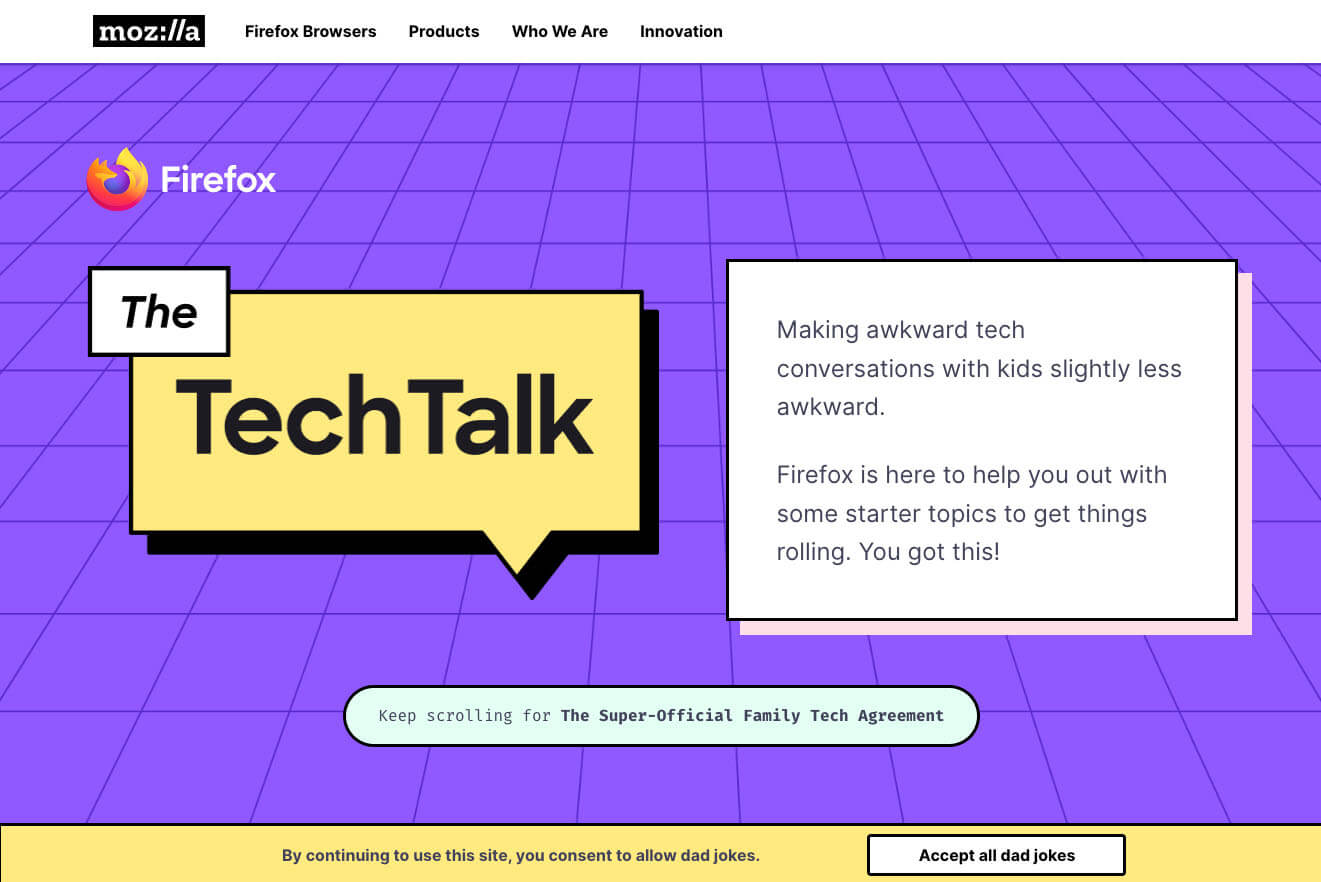 moz://a
Firefox Browsers
Products
Who We Are
Innovation
Firefox
The
TechTalk
Making awkward tech
conversations with kids slightly less
awkward.
Firefox is here to help you out with
some starter topics to get things
rolling. You got this!
Keep scrolling for The Super-Official Family Tech Agreement
By continuing to use this site, you consent to allow dad jokes.
Accept all dad jokes